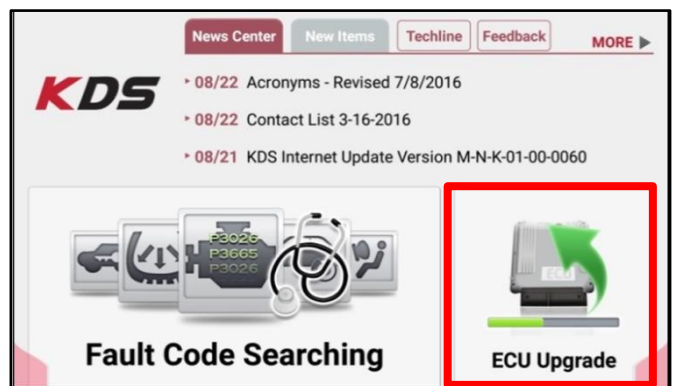 News Center New Items Techline Feedback MORE
KDS
08/22 Acronyms - Revised 7/8/2016
08/22 Contact List 3-16-2016
08/21 KDS Internet Update Version M-N-K-01-00-0060
P3026
P3665
P3026
ECU
Fault Code Searching
ECU Upgrade